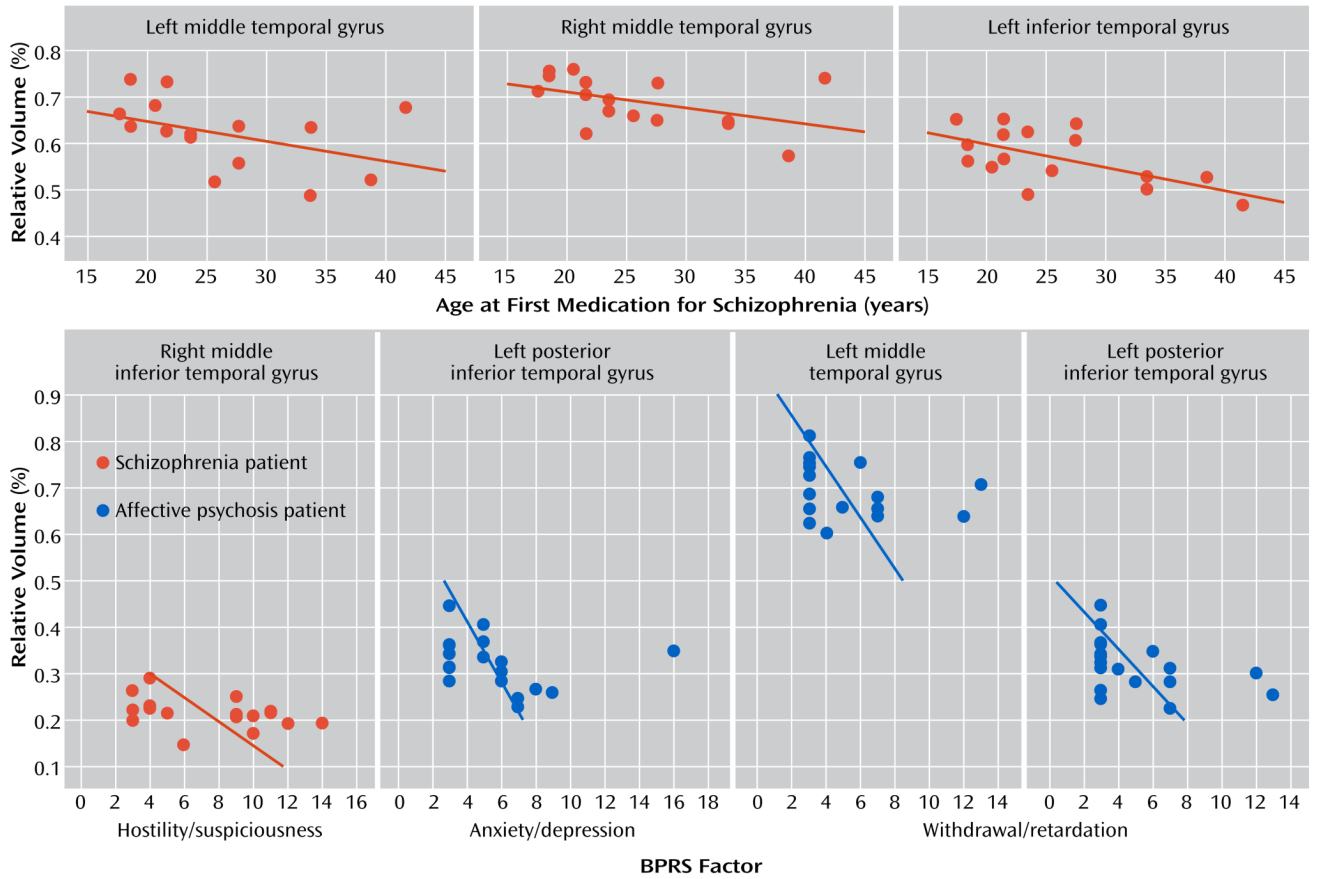 Left middle temporal gyrus
Right middle temporal gyrus
Left inferior temporal gyrus
Relative Volume (%)
0.8
0.7
0.6
0.5
0.4
15 20 25 30 35 40 45
15 20 25 30 35 40 45
15 20 25 30 35 40 45
Age at First Medication for Schizophrenia (years)
Right middle
inferior temporal gyrus
Left posterior
inferior temporal gyrus
Left middle
temporal gyrus
Left posterior
inferior temporal gyrus
Relative Volume (%)
0.9
0.8
0.7
0.6
0.5
0.4
0.3
0.2
0.1
Schizophrenia patient
Affective psychosis patient
0 2 4 6 8 10 12 14 16
0 2 4 6 8 10 12 14 16 18
0 2 4 6 8 10 12 14
0 2 4 6 8 10 12 14
Hostility/suspiciousness
Anxiety/depression
Withdrawal/retardation
BPRS Factor